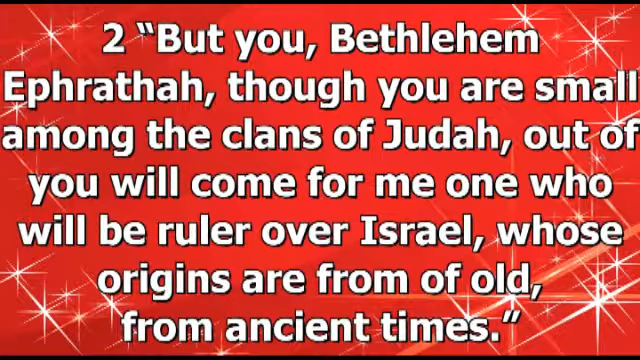 2 “But you, Bethlehem
Ephrathah, though you are small
among the clans of Judah, out of
you will come for me one who
will be ruler over Israel, whose
origins are from of old,
from ancient times.”